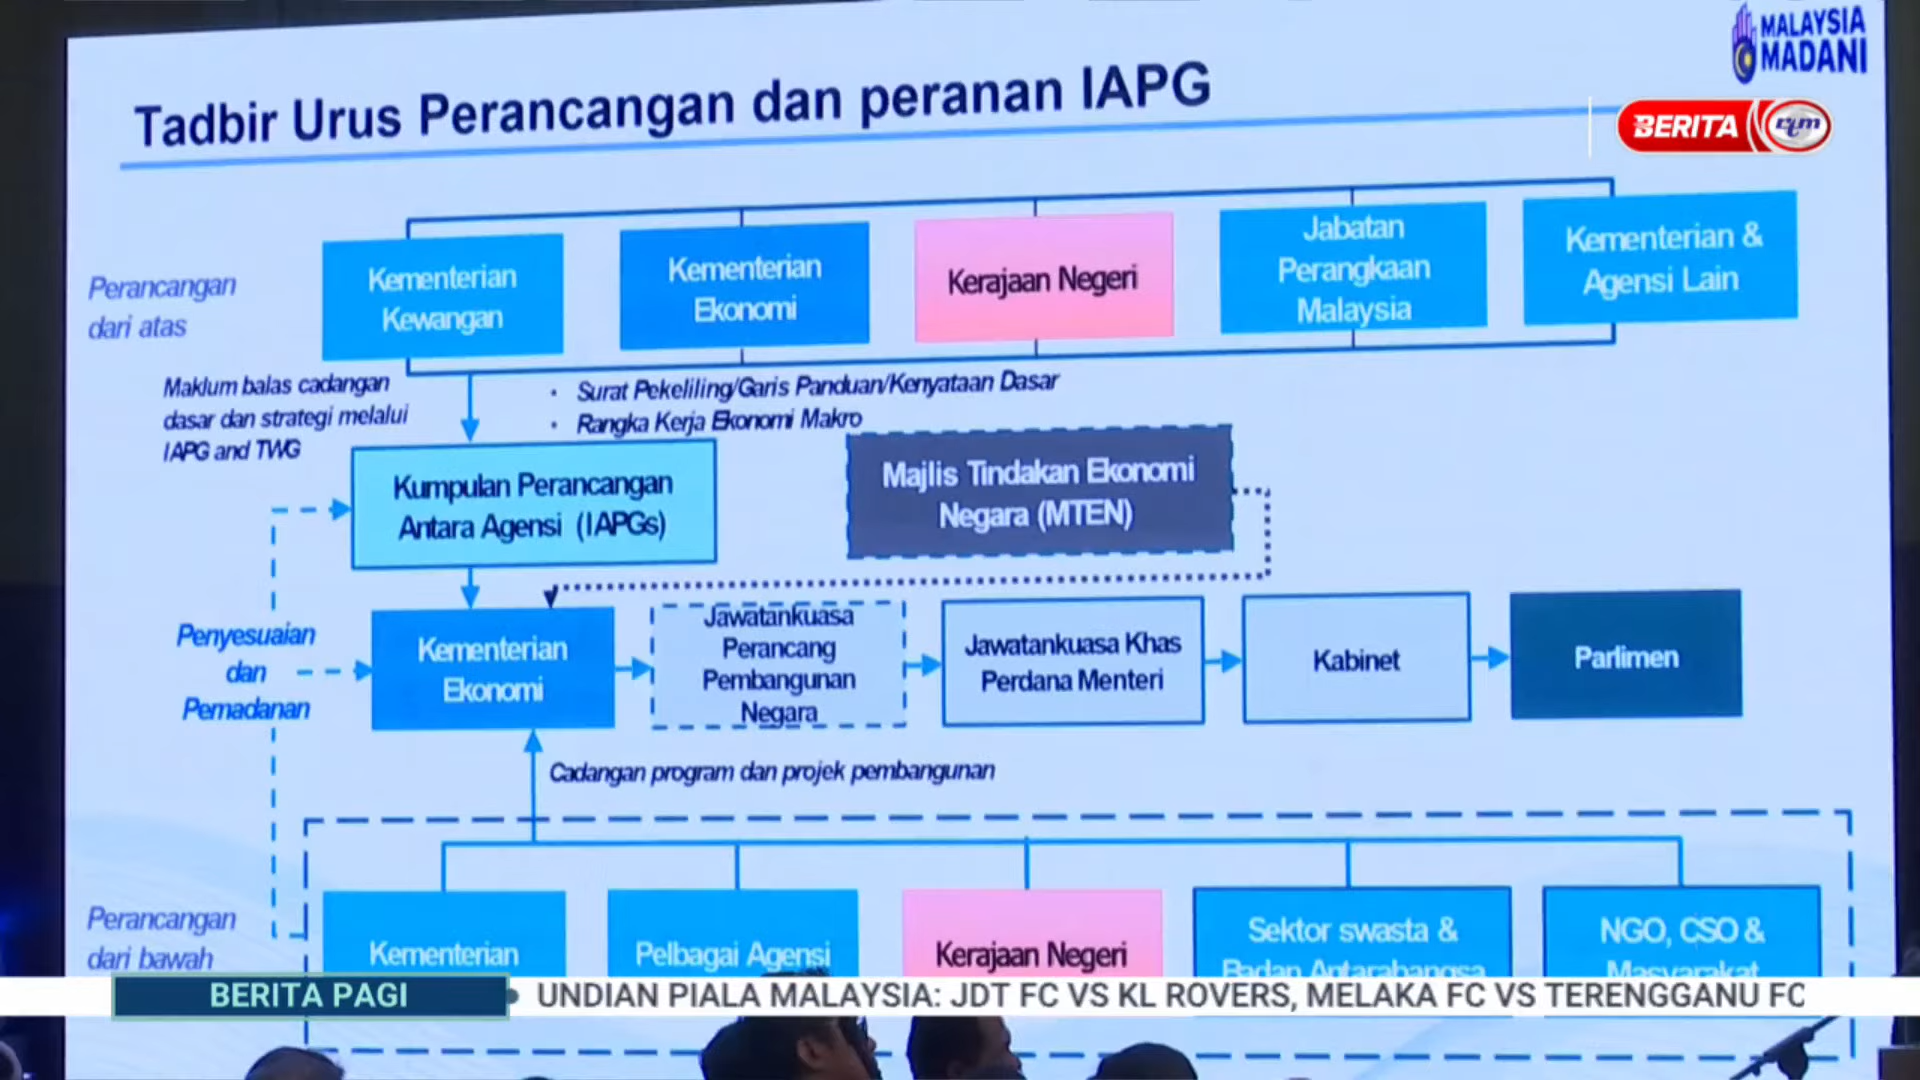 MALAYSIA
MADANI
Tadbir Urus Perancangan dan peranan IAPG
BERITA rtm
Perancangan
dari atas
Kementerian
Kewangan
Kementerian
Ekonomi
Kerajaan Negeri
Jabatan
Perangkaan
Malaysia
Kementerian &
Agensi Lain
Maklum balas cadangan
dasar dan strategi melalui
IAPG and TWG
• Surat Pekeliling/Garis Panduan/Kenyataan Dasar
• Rangka Kerja Ekonomi Makro
Kumpulan Perancangan
Antara Agensi (IAPGs)
Majlis Tindakan Ekonomi
Negara (MTEN)
Penyesuaian
dan
Pemadanan
Kementerian
Ekonomi
Jawatankuasa
Perancang
Pembangunan
Negara
Jawatankuasa Khas
Perdana Menteri
Kabinet
Parlimen
Cadangan program dan projek pembangunan
Perancangan
dari bawah
Kementerian
Pelbagai Agensi
Kerajaan Negeri
Sektor swasta &
Badan Antarabangsa
NGO, CSO &
Masyarakat
BERITA PAGI
• UNDIAN PIALA MALAYSIA: JDT FC VS KL ROVERS, MELAKA FC VS TERENGGANU FC